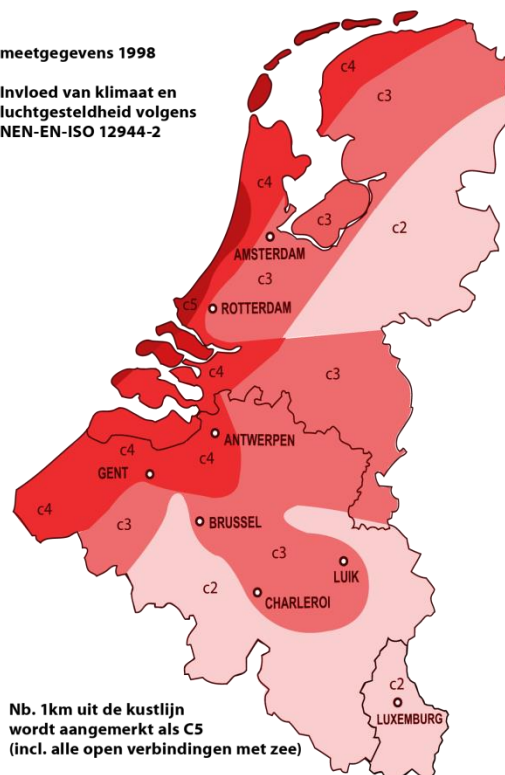 meetgegevens 1998
Invloed van klimaat en
luchtgesteldheid volgens
NEN-EN-ISO 12944-2
c4
c3
c4
c3
c2
AMSTERDAM
c3
c5
ROTTERDAM
c4
c3
ANTWERPEN
c4
c4
GENT
c4
c3
BRUSSEL
c3
LUIK
c2
CHARLEROI
c2
LUXEMBURG
Nb. 1km uit de kustlijn
wordt aangemerkt als C5
(incl. alle open verbindingen met zee)